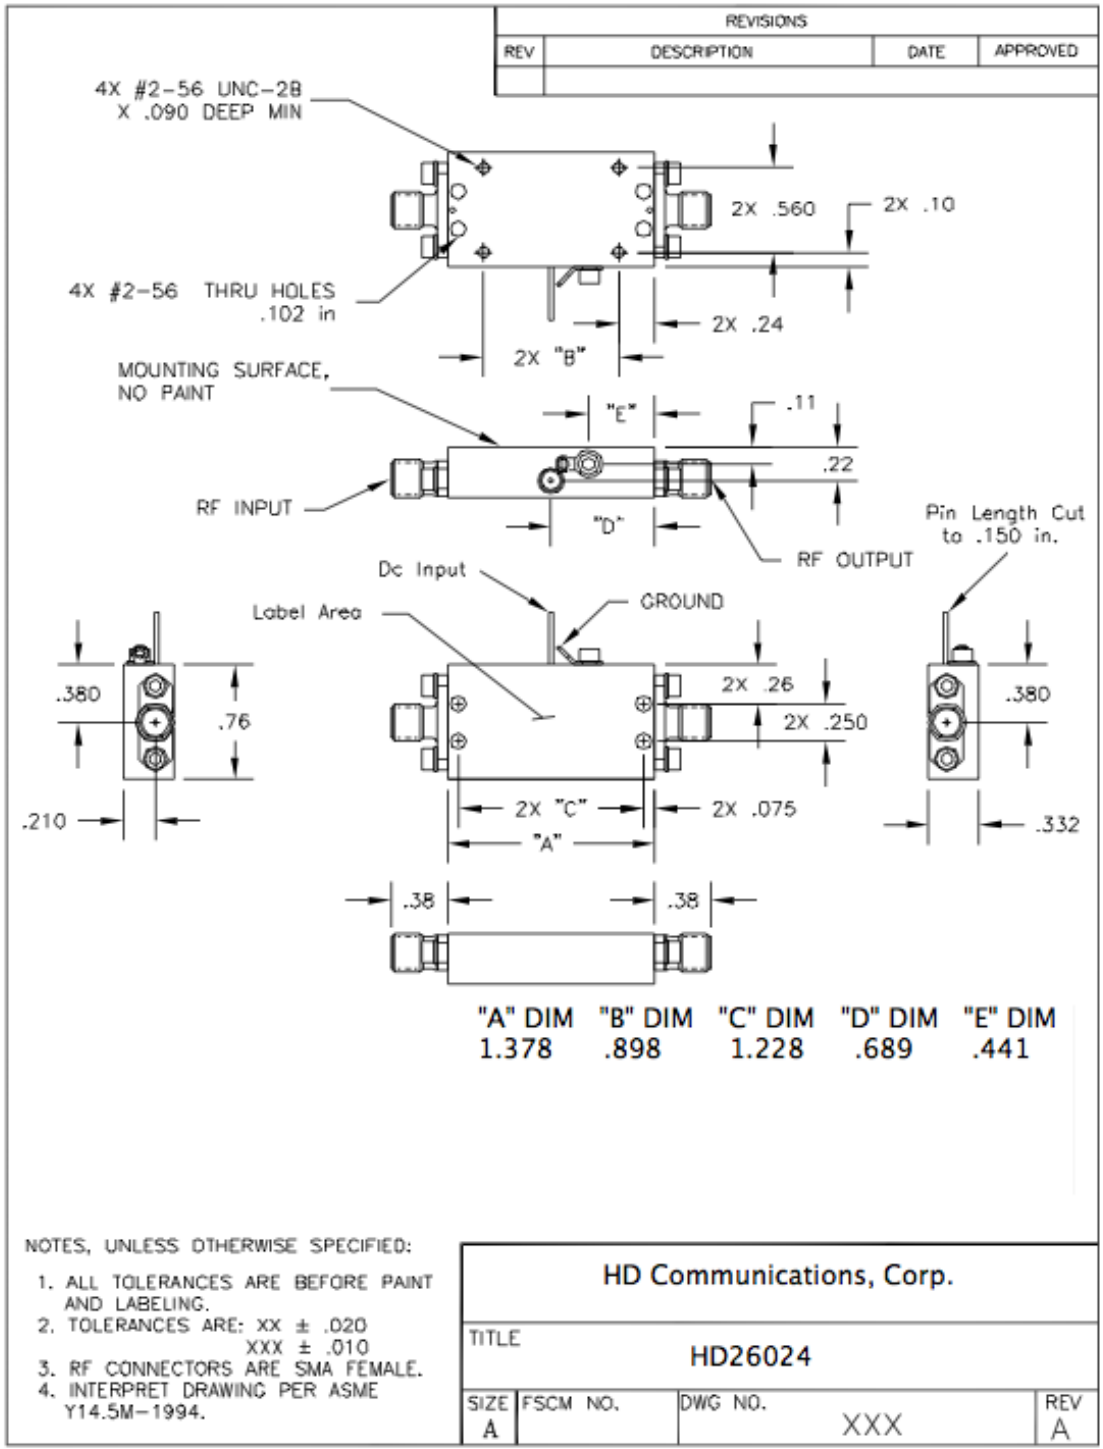 REVISIONS
REV DESCRIPTION DATE APPROVED
4X #2-56 UNC-2B
X .090 DEEP MIN
2X .560
2X .10
4X #2-56 THRU HOLES
.102 in
2X .24
2X "B"
MOUNTING SURFACE,
NO PAINT
"E"
.11
.22
RF INPUT
"D"
RF OUTPUT
Pin Length Cut
to .150 in.
Dc Input
GROUND
Label Area
.380
.76
2X .26
2X .250
.380
.210
2X "C"
2X .075
.332
"A"
.38
.38
"A" DIM "B" DIM "C" DIM "D" DIM "E" DIM
1.378 .898 1.228 .689 .441
NOTES, UNLESS OTHERWISE SPECIFIED:
1. ALL TOLERANCES ARE BEFORE PAINT
AND LABELING.
2. TOLERANCES ARE: XX ± .020
XXX ± .010
3. RF CONNECTORS ARE SMA FEMALE.
4. INTERPRET DRAWING PER ASME
Y14.5M-1994.
HD Communications, Corp.
TITLE
HD26024
SIZE FSCM NO. DWG NO. REV
A XXX A